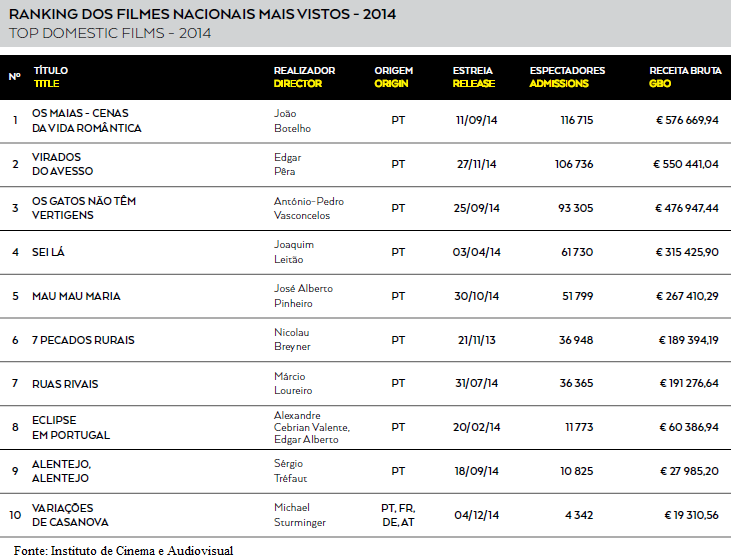 RANKING DOS FILMES NACIONAIS MAIS VISTOS - 2014
TOP DOMESTIC FILMS - 2014
Nº TÍTULO REALIZADOR ORIGEM ESTREIA ESPECTADORES RECEITA BRUTA
TITLE DIRECTOR ORIGIN RELEASE ADMISSIONS GBO
1 OS MAIAS - CENAS DA VIDA ROMÂNTICA João Botelho PT 11/09/14 116 715 € 576 669,94
2 VIRADOS DO AVESSO Edgar Pêra PT 27/11/14 106 736 € 550 441,04
3 OS GATOS NÃO TÊM VERTIGENS António-Pedro Vasconcelos PT 25/09/14 93 305 € 476 947,44
4 SEI LÁ Joaquim Leitão PT 03/04/14 61 730 € 315 425,90
5 MAU MAU MARIA José Alberto Pinheiro PT 30/10/14 51 799 € 267 410,29
6 7 PECADOS RURAIS Nicolau Breyner PT 21/11/13 36 948 € 189 394,19
7 RUAS RIVAIS Márcio Loureiro PT 31/07/14 36 365 € 191 276,64
8 ECLIPSE EM PORTUGAL Alexandre Cebrian Valente, Edgar Alberto PT 20/02/14 11 773 € 60 386,94
9 ALENTEJO, ALENTEJO Sérgio Tréfaut PT 18/09/14 10 825 € 27 985,20
10 VARIAÇÕES DE CASANOVA Michael Sturminger PT, FR, DE, AT 04/12/14 4 342 € 19 310,56
Fonte: Instituto de Cinema e Audiovisual